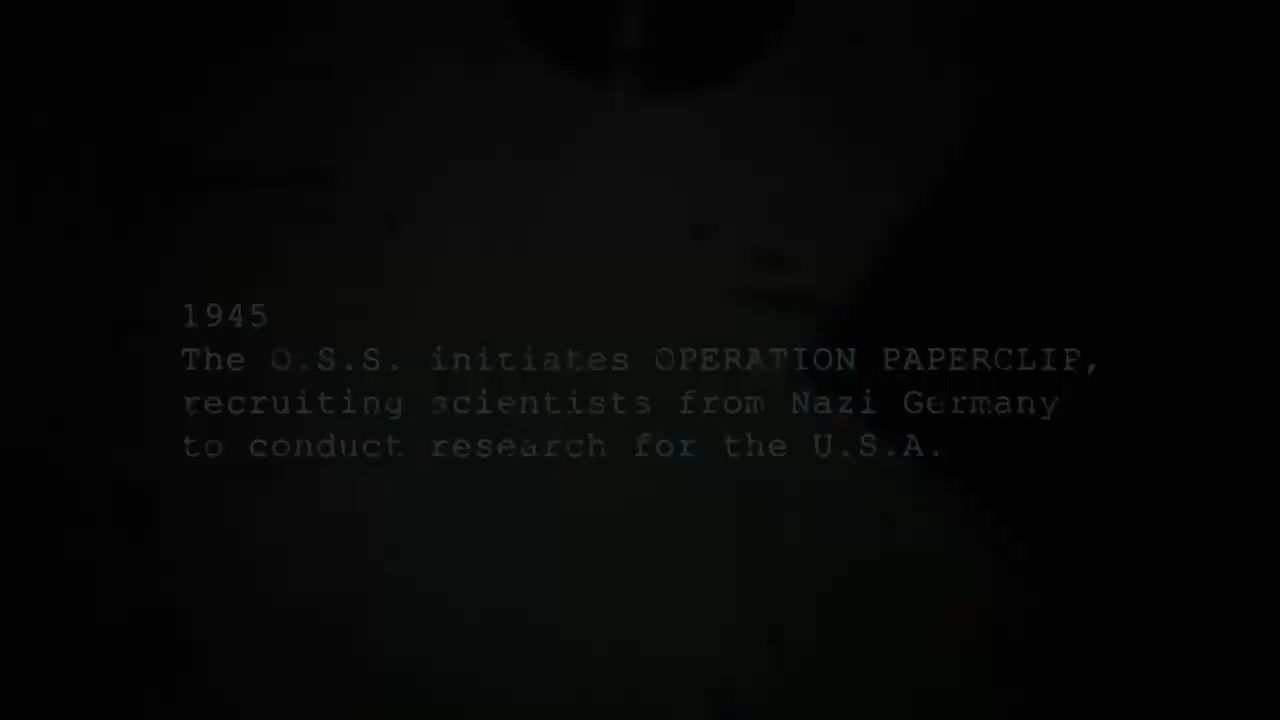 1945
The O.S.S. initiates OPERATION PAPERCLIP,
recruiting scientists from Nazi Germany
to conduct research for the U.S.A.